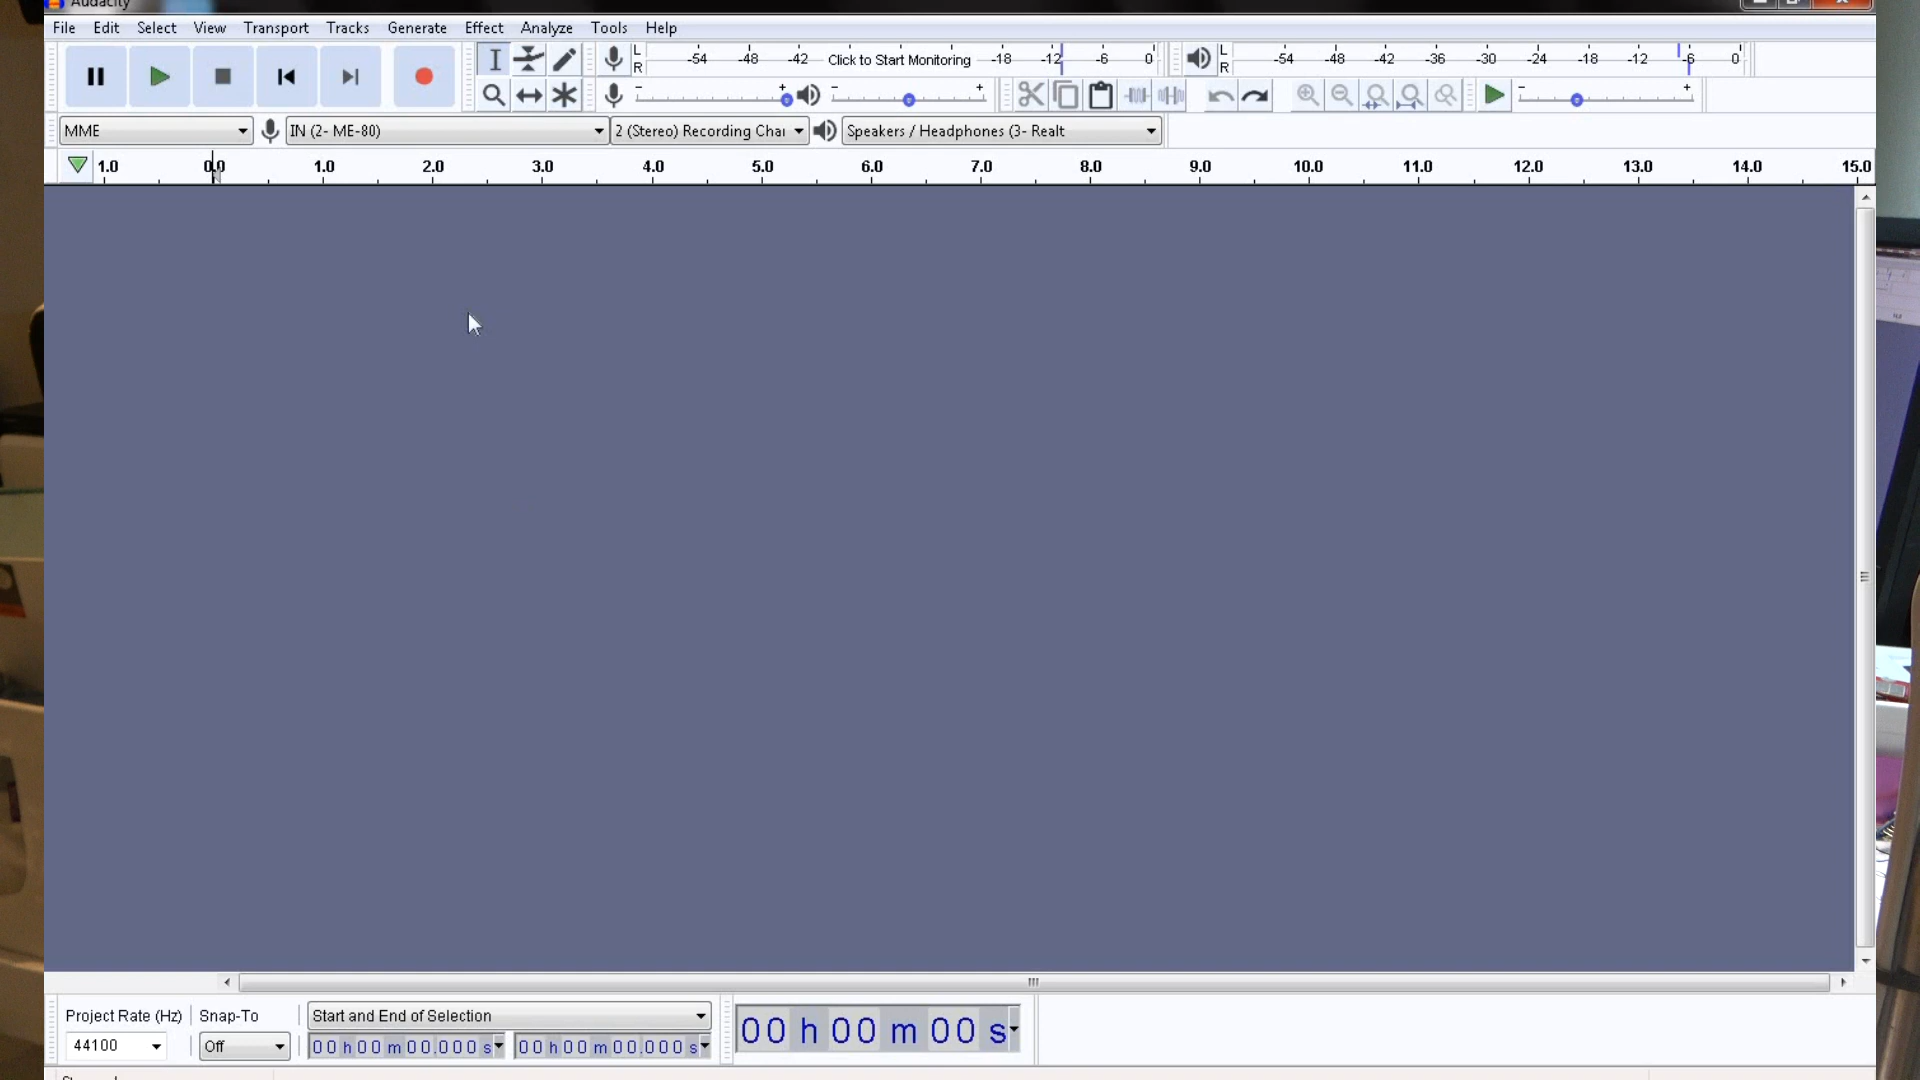 Audacity
File Edit Select View Transport Tracks Generate Effect Analyze Tools Help
L R -54 -48 -42 Click to Start Monitoring -18 -12 -6 0 L R -54 -48 -42 -36 -30 -24 -18 -12 -6 0
- + - + - +
MME IN (2- ME-80) 2 (Stereo) Recording Chai Speakers / Headphones (3- Realt
1.0 0.0 1.0 2.0 3.0 4.0 5.0 6.0 7.0 8.0 9.0 10.0 11.0 12.0 13.0 14.0 15.0
Project Rate (Hz) Snap-To Start and End of Selection
44100 Off 00 h 00 m 00.000 s 00 h 00 m 00.000 s
00 h 00 m 00 s